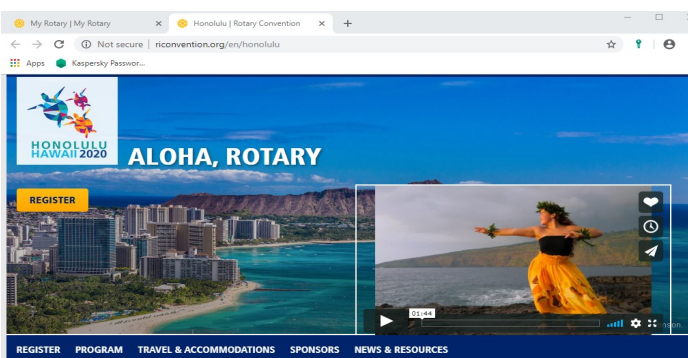 My Rotary | My Rotary
Honolulu | Rotary Convention
Not secure | riconvention.org/en/honolulu
Apps Kaspersky Passwor...
HONOLULU
HAWAII 2020
ALOHA, ROTARY
REGISTER
01:44
REGISTER PROGRAM TRAVEL & ACCOMMODATIONS SPONSORS NEWS & RESOURCES